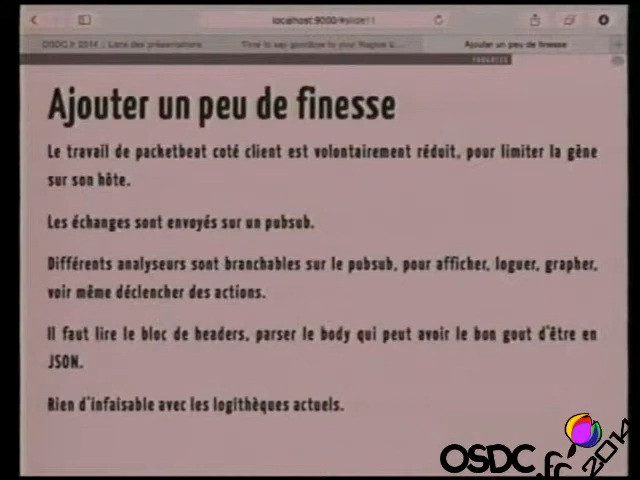 localhost:9000/#slide11
OSDC.fr 2014 :: Liste des présentations
Time to say goodbye to your Nagios
Ajouter un peu de finesse
Ajouter un peu de finesse
Le travail de packetbeat coté client est volontairement réduit, pour limiter la gène
sur son hôte.
Les échanges sont envoyés sur un pubsub.
Différents analyseurs sont branchables sur le pubsub, pour afficher, loguer, grapher,
voir même déclencher des actions.
Il faut lire le bloc de headers, parser le body qui peut avoir le bon gout d'être en
JSON.
Rien d'infaisable avec les logithèques actuels.
OSDC.fr 2014